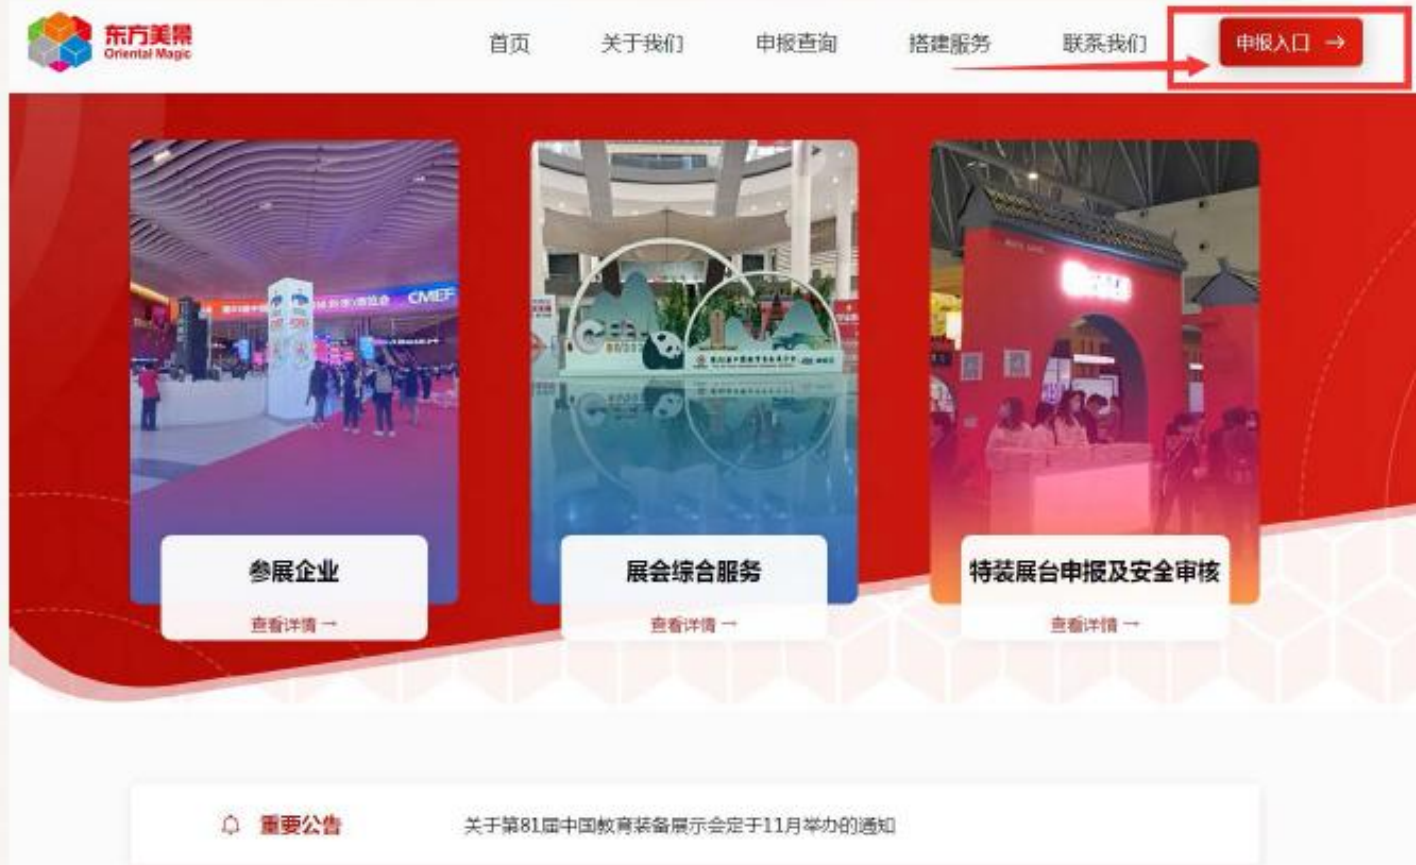 东方美景
Oriental Magic
首页
关于我们
申报查询
搭建服务
联系我们
申报入口 →
CMEF
参展企业
查看详情 →
展会综合服务
查看详情 →
特装展台申报及安全审核
查看详情 →
重要公告
关于第81届中国教育装备展示会定于11月举办的通知